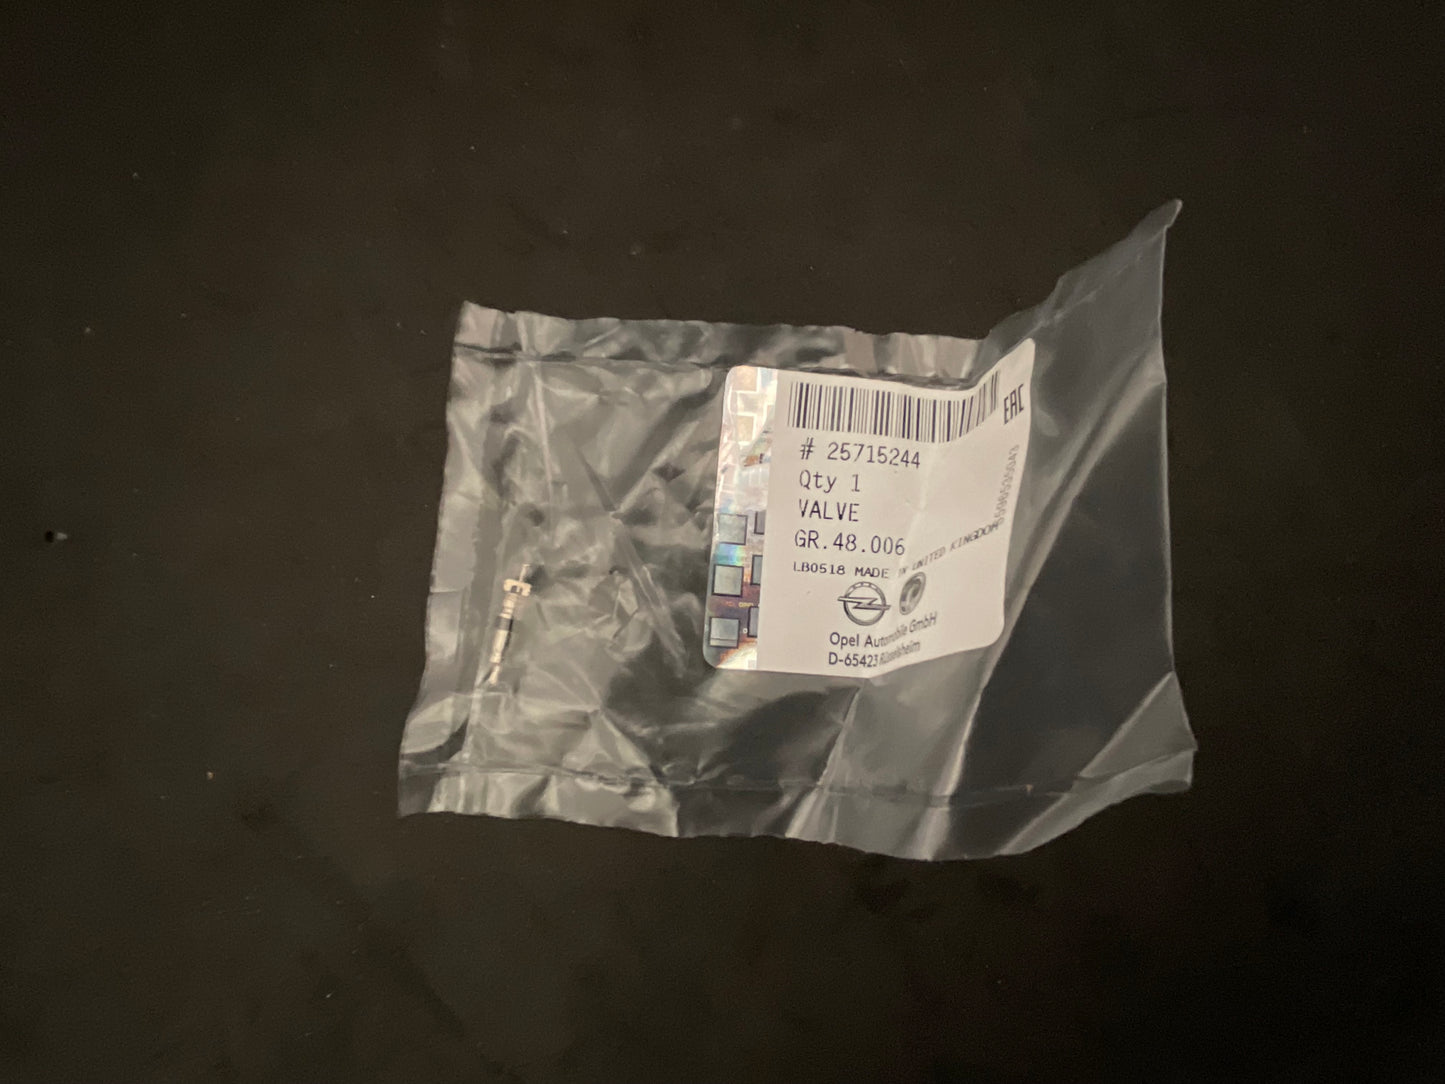 EAC
# 25715244
Qty 1
VALVE
GR.48.006
LB0518 MADE IN UNITED KINGDOM
Opel Automobile GmbH
D-65423 Rüsselsheim